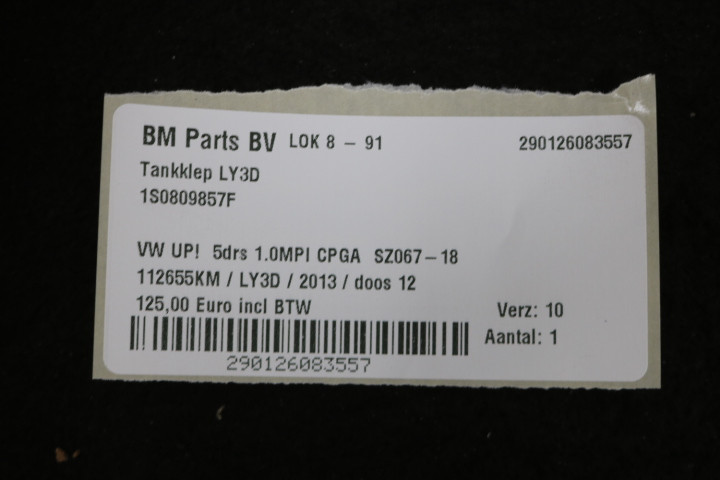 BM Parts BV LOK 8 - 91 290126083557
Tankklep LY3D
1S0809857F
VW UP! 5drs 1.0MPI CPGA SZ067-18
112655KM / LY3D / 2013 / doos 12
125,00 Euro incl BTW Verz: 10
Aantal: 1
290126083557